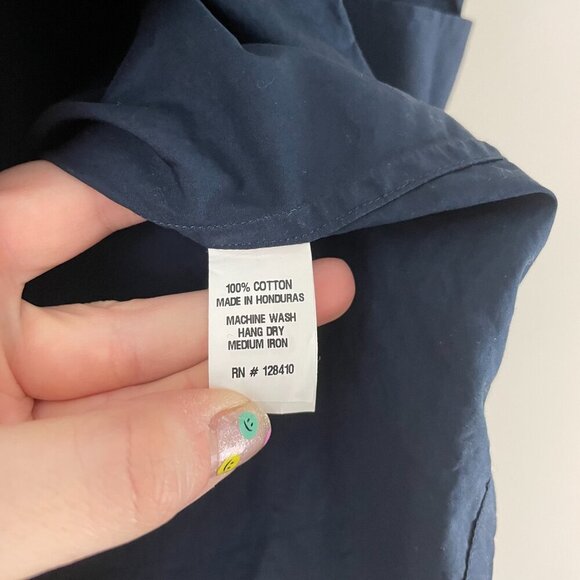 100% COTTON
MADE IN HONDURAS
MACHINE WASH
HANG DRY
MEDIUM IRON
RN # 128410